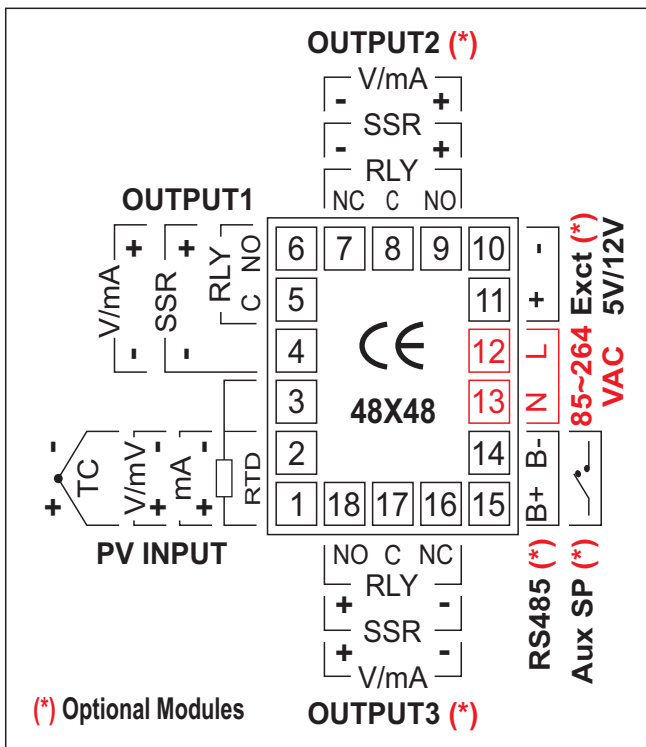 OUTPUT2 (*)
V/mA
- +
SSR
- +
RLY
NC C NO
OUTPUT1
V/mA + -
SSR + -
RLY
C NO
6 7 8 9 10
5 11
4 12
3 13
2 14
1 18 17 16 15
CE
48X48
- +
Exct (*)
5V/12V
L
N
85~264
VAC
B-
B+
RS485 (*)
Aux SP (*)
- +
TC
V/mV - +
mA - +
RTD
PV INPUT
NO C NC
RLY
+ -
SSR
+ -
V/mA
(*) Optional Modules
OUTPUT3 (*)